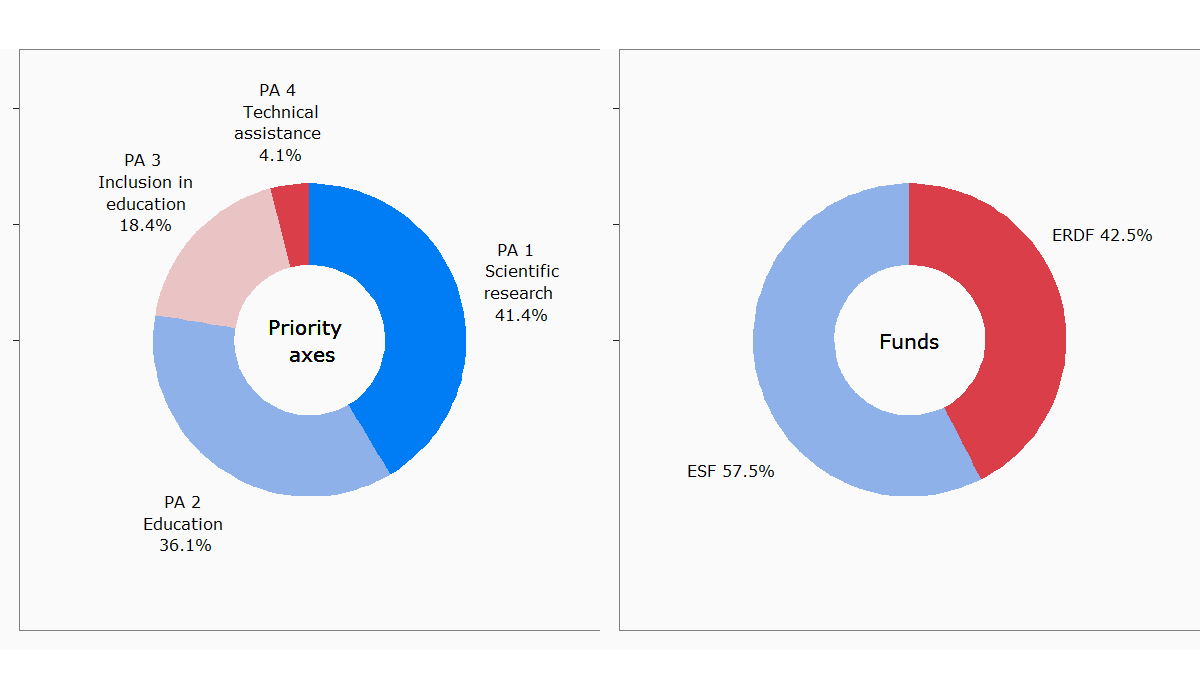 PA 4
Technical
assistance
4.1%
PA 3
Inclusion in
education
18.4%
PA 1
Scientific
research
41.4%
Priority
axes
PA 2
Education
36.1%
ERDF 42.5%
Funds
ESF 57.5%